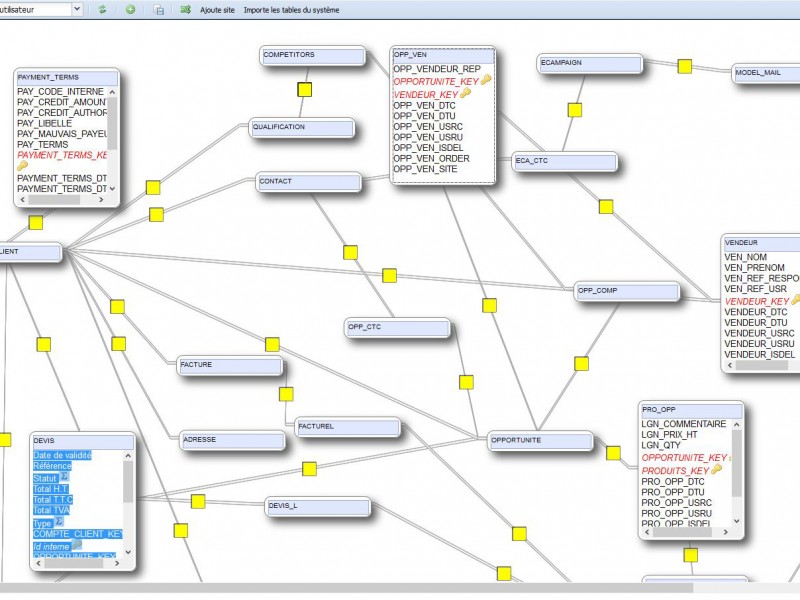 utilisateur
Ajoute site
Importe les tables du système
PAYMENT_TERMS
PAY_CODE_INTERNE
PAY_CREDIT_AMOUN
PAY_CREDIT_AUTHOR
PAY_LIBELLE
PAY_MAUVAIS_PAYEU
PAY_TERMS
PAYMENT_TERMS_KE
PAYMENT_TERMS_DT
PAYMENT_TERMS_DT
COMPETITORS
QUALIFICATION
CONTACT
OPP_VEN
OPP_VENDEUR_REP
OPPORTUNITE_KEY
VENDEUR_KEY
OPP_VEN_DTC
OPP_VEN_DTU
OPP_VEN_USRC
OPP_VEN_USRU
OPP_VEN_ISDEL
OPP_VEN_ORDER
OPP_VEN_SITE
ECAMPAIGN
MODEL_MAIL
ECA_CTC
LIENT
VENDEUR
VEN_NOM
VEN_PRENOM
VEN_REF_RESPO
VEN_REF_USR
VENDEUR_KEY
VENDEUR_DTC
VENDEUR_DTU
VENDEUR_USRC
VENDEUR_USRU
VENDEUR_ISDEL
OPP_COMP
OPP_CTC
FACTURE
ADRESSE
FACTUREL
OPPORTUNITE
PRO_OPP
LGN_COMMENTAIRE
LGN_PRIX_HT
LGN_QTY
OPPORTUNITE_KEY
PRODUITS_KEY
PRO_OPP_DTC
PRO_OPP_DTU
PRO_OPP_USRC
PRO_OPP_USRU
PRO_OPP_ISDEL
DEVIS
Date de validité
Référence
Statut
Total H.T.
Total T.T.C
Total TVA
Type
COMPTE_CLIENT_KEY
Id interne
OPPORTUNITE_KEY
DEVIS_L